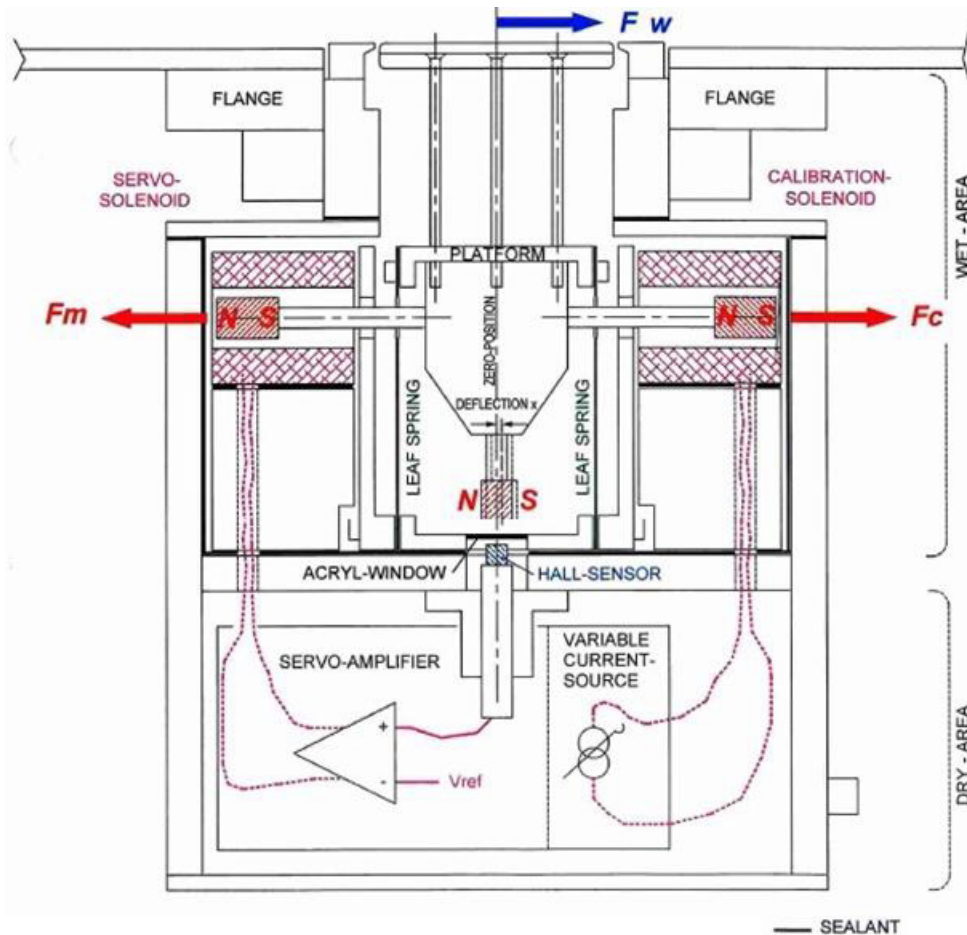 F w
FLANGE
FLANGE
SERVO-
SOLENOID
CALIBRATION-
SOLENOID
WET - AREA
PLATFORM
Fm
N S
ZERO-POSITION
N S
Fc
DEFLECTION x
LEAF SPRING
LEAF SPRING
N S
ACRYL-WINDOW
HALL-SENSOR
SERVO-AMPLIFIER
VARIABLE
CURRENT-
SOURCE
+
-
Vref
DRY - AREA
SEALANT